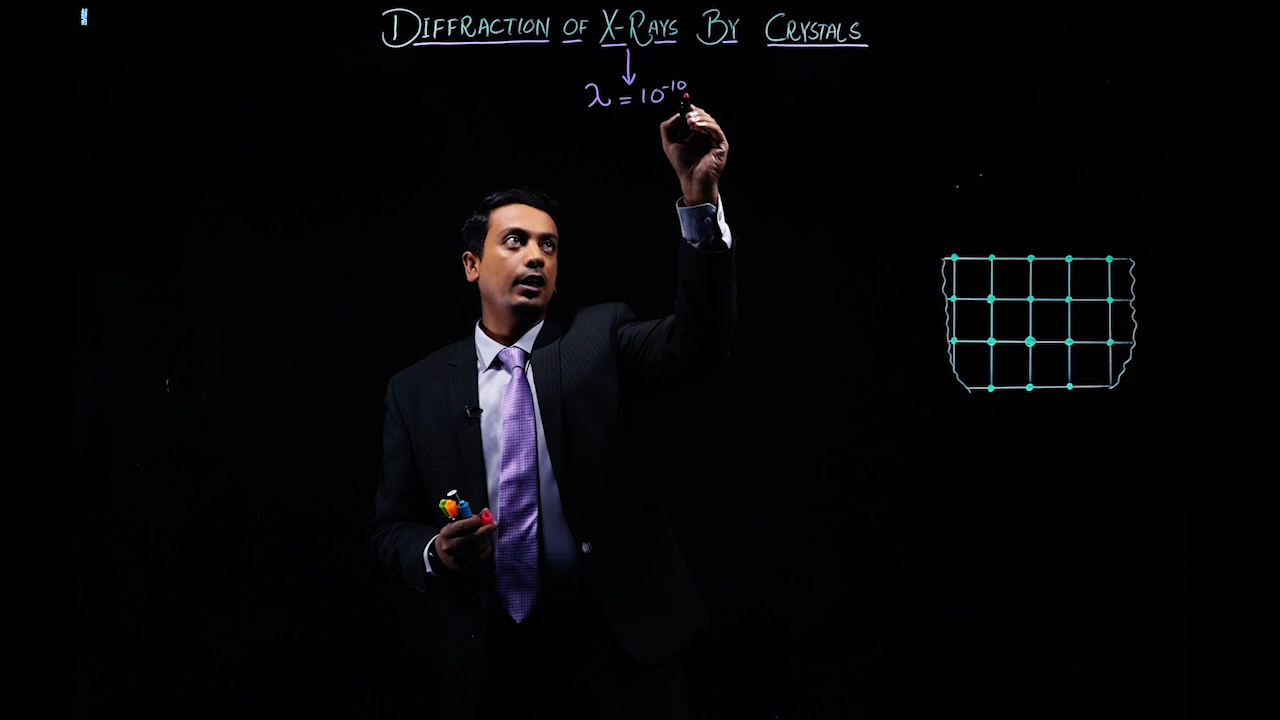 DIFFRACTION OF X-RAYS BY CRYSTALS
λ = 10⁻¹⁰